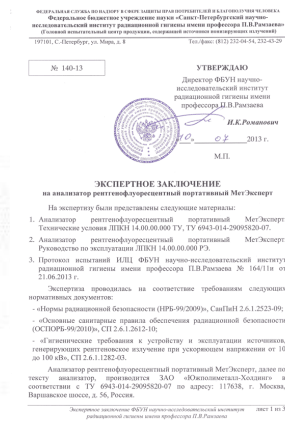 ФЕДЕРАЛЬНАЯ СЛУЖБА ПО НАДЗОРУ В СФЕРЕ ЗАЩИТЫ ПРАВ ПОТРЕБИТЕЛЕЙ И БЛАГОПОЛУЧИЯ ЧЕЛОВЕКА
Федеральное бюджетное учреждение науки «Санкт-Петербургский научно-
исследовательский институт радиационной гигиены имени профессора П.В.Рамзаева»
(Головной испытательный центр продукции, содержащей источники ионизирующих излучений)
197101, С.-Петербург, ул. Мира, д. 8 Тел./факс: (812) 232-04-54, 232-43-29
№ 140-13
УТВЕРЖДАЮ
Директор ФБУН научно-
исследовательский институт
радиационной гигиены имени
профессора П.В.Рамзаева
И.К.Романович
07 2013 г.
М.П.
ЭКСПЕРТНОЕ ЗАКЛЮЧЕНИЕ
на анализатор рентгенофлуоресцентный портативный МетЭксперт
На экспертизу были представлены следующие материалы:
1. Анализатор рентгенофлуоресцентный портативный МетЭксперт.
Технические условия ЛПКН 14.00.00.000 ТУ, ТУ 6943-014-29095820-07.
2. Анализатор рентгенофлуоресцентный портативный МетЭксперт.
Руководство по эксплуатации ЛПКН 14.00.00.000 РЭ.
3. Протокол испытаний ИЛЦ ФБУН научно-исследовательский институт
радиационной гигиены имени профессора П.В.Рамзаева № 164/11и от
21.06.2013 г.
Экспертиза проводилась на соответствие требованиям следующих
нормативных документов:
- «Нормы радиационной безопасности (НРБ-99/2009)», СанПиН 2.6.1.2523-09;
- «Основные санитарные правила обеспечения радиационной безопасности
(ОСПОРБ-99/2010)», СП 2.6.1.2612-10;
- «Гигиенические требования к устройству и эксплуатации источников,
генерирующих рентгеновское излучение при ускоряющем напряжении от 10
до 100 кВ», СП 2.6.1.1282-03.
Анализатор рентгенофлуоресцентный портативный МетЭксперт, далее по
тексту анализатор, производится ЗАО «Южполиметалл-Холдинг» в
соответствии с ТУ 6943-014-29095820-07 по адресу: 117638, г. Москва,
Варшавское шоссе, д. 56, Россия.
Экспертное заключение ФБУН научно-исследовательский институт
радиационной гигиены имени профессора П.В.Рамзаева
лист 1 из 3